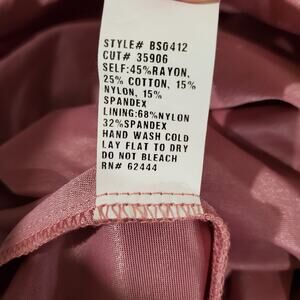 STYLE# BS0412
CUT# 35906
SELF:45%RAYON,
25% COTTON, 15%
NYLON, 15%
SPANDEX
LINING:68%NYLON
32%SPANDEX
HAND WASH COLD
LAY FLAT TO DRY
DO NOT BLEACH
RN# 62444